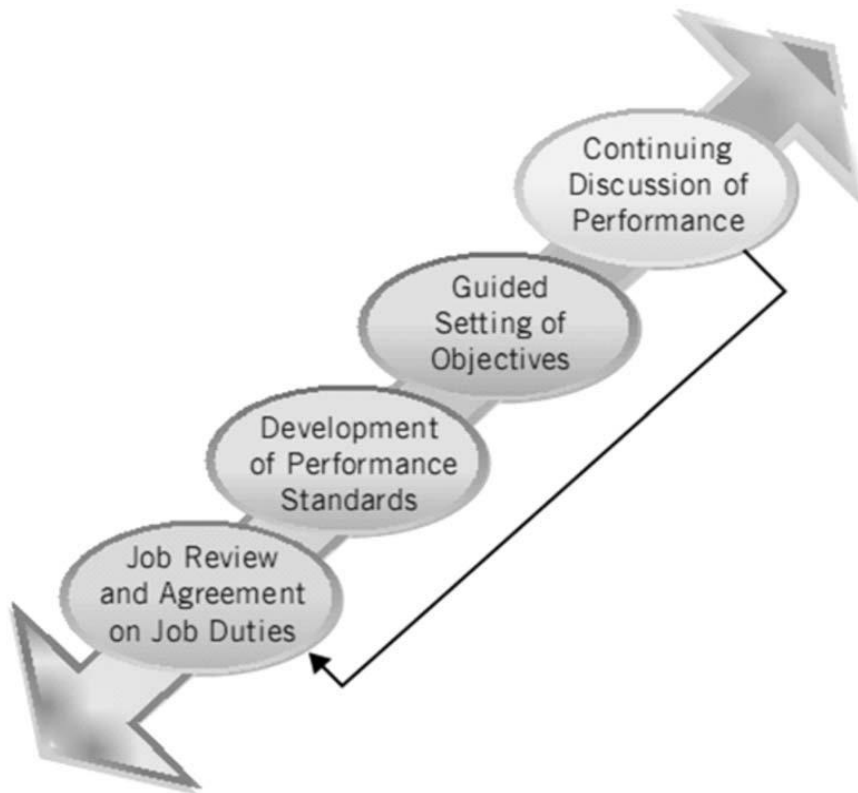 Continuing
Discussion of
Performance
Guided
Setting of
Objectives
Development
of Performance
Standards
Job Review
and Agreement
on Job Duties